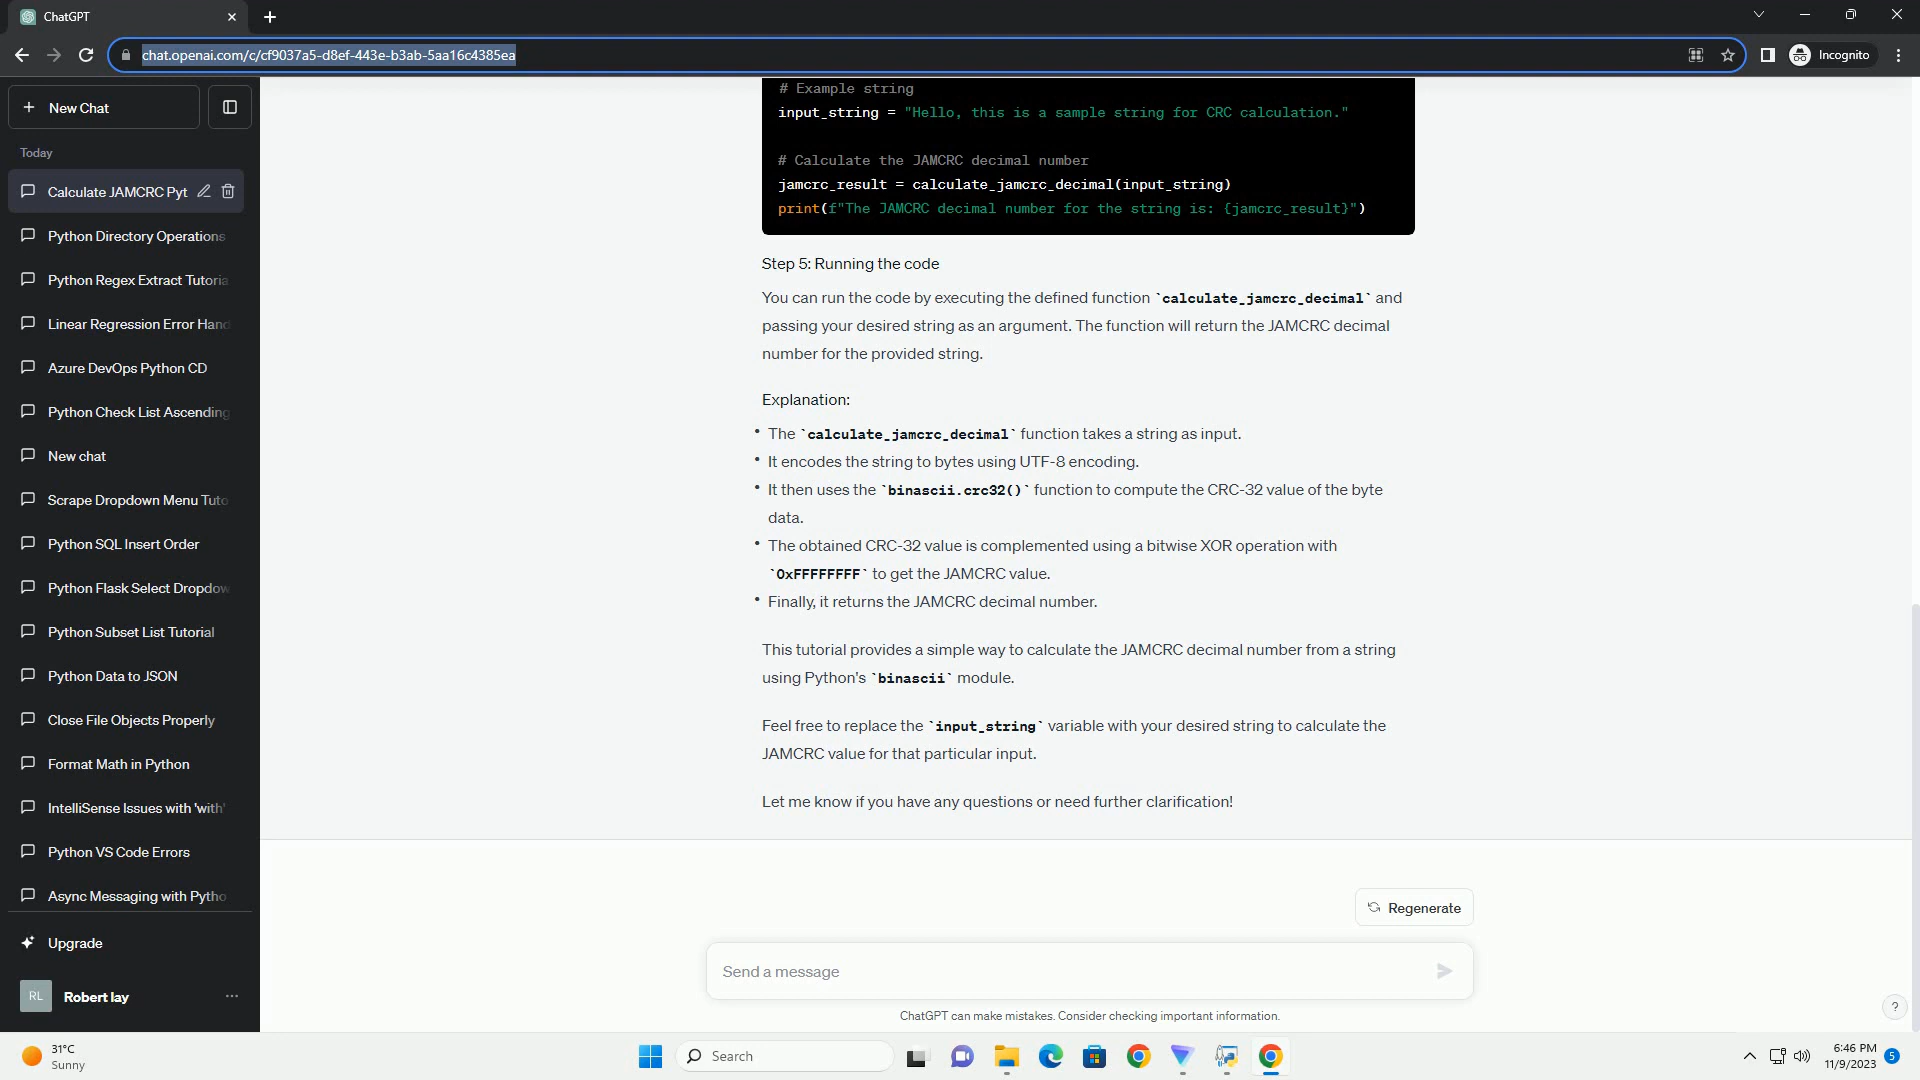 ChatGPT
chat.openai.com/c/cf9037a5-d8ef-443e-b3ab-5aa16c4385ea
Incognito
New Chat
Today
Calculate JAMCRC Pyt
Python Directory Operations
Python Regex Extract Tutoria
Linear Regression Error Hand
Azure DevOps Python CD
Python Check List Ascending
New chat
Scrape Dropdown Menu Tuto
Python SQL Insert Order
Python Flask Select Dropdow
Python Subset List Tutorial
Python Data to JSON
Close File Objects Properly
Format Math in Python
IntelliSense Issues with 'with'
Python VS Code Errors
Async Messaging with Pytho
Upgrade
RL
Robert lay
# Example string
input_string = "Hello, this is a sample string for CRC calculation."
# Calculate the JAMCRC decimal number
jamcrc_result = calculate_jamcrc_decimal(input_string)
print(f"The JAMCRC decimal number for the string is: {jamcrc_result}")
Step 5: Running the code
You can run the code by executing the defined function `calculate_jamcrc_decimal` and
passing your desired string as an argument. The function will return the JAMCRC decimal
number for the provided string.
Explanation:
• The `calculate_jamcrc_decimal` function takes a string as input.
• It encodes the string to bytes using UTF-8 encoding.
• It then uses the `binascii.crc32()` function to compute the CRC-32 value of the byte
data.
• The obtained CRC-32 value is complemented using a bitwise XOR operation with
`0xFFFFFFFF` to get the JAMCRC value.
• Finally, it returns the JAMCRC decimal number.
This tutorial provides a simple way to calculate the JAMCRC decimal number from a string
using Python's `binascii` module.
Feel free to replace the `input_string` variable with your desired string to calculate the
JAMCRC value for that particular input.
Let me know if you have any questions or need further clarification!
Regenerate
Send a message
ChatGPT can make mistakes. Consider checking important information.
?
31°C
Sunny
Search
6:46 PM
11/9/2023
5